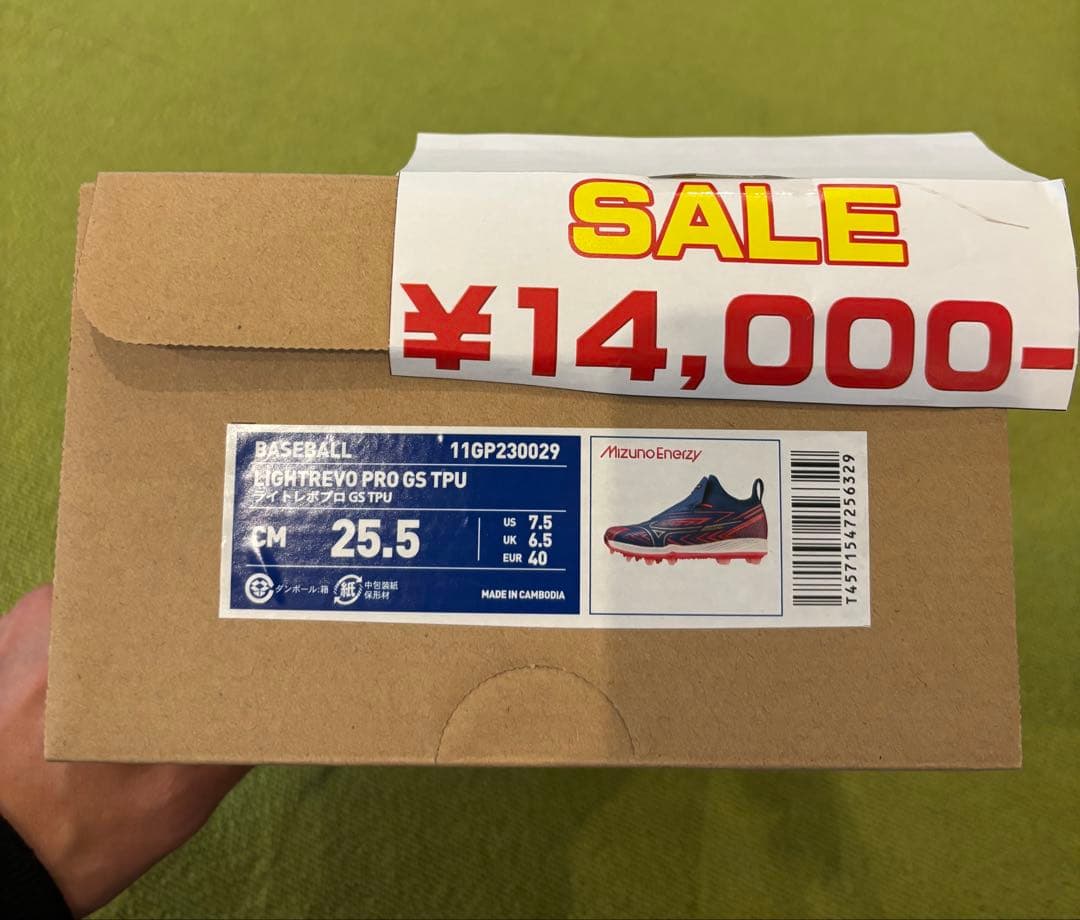 SALE
¥14,000-
BASEBALL 11GP230029
LIGHTREVO PRO GS TPU
ライトレボプロ GS TPU
CM 25.5
US 7.5
UK 6.5
EUR 40
ダンボール:箱
紙
中包装紙
保形材
MADE IN CAMBODIA
MizunoEnerzy
T4571547256329